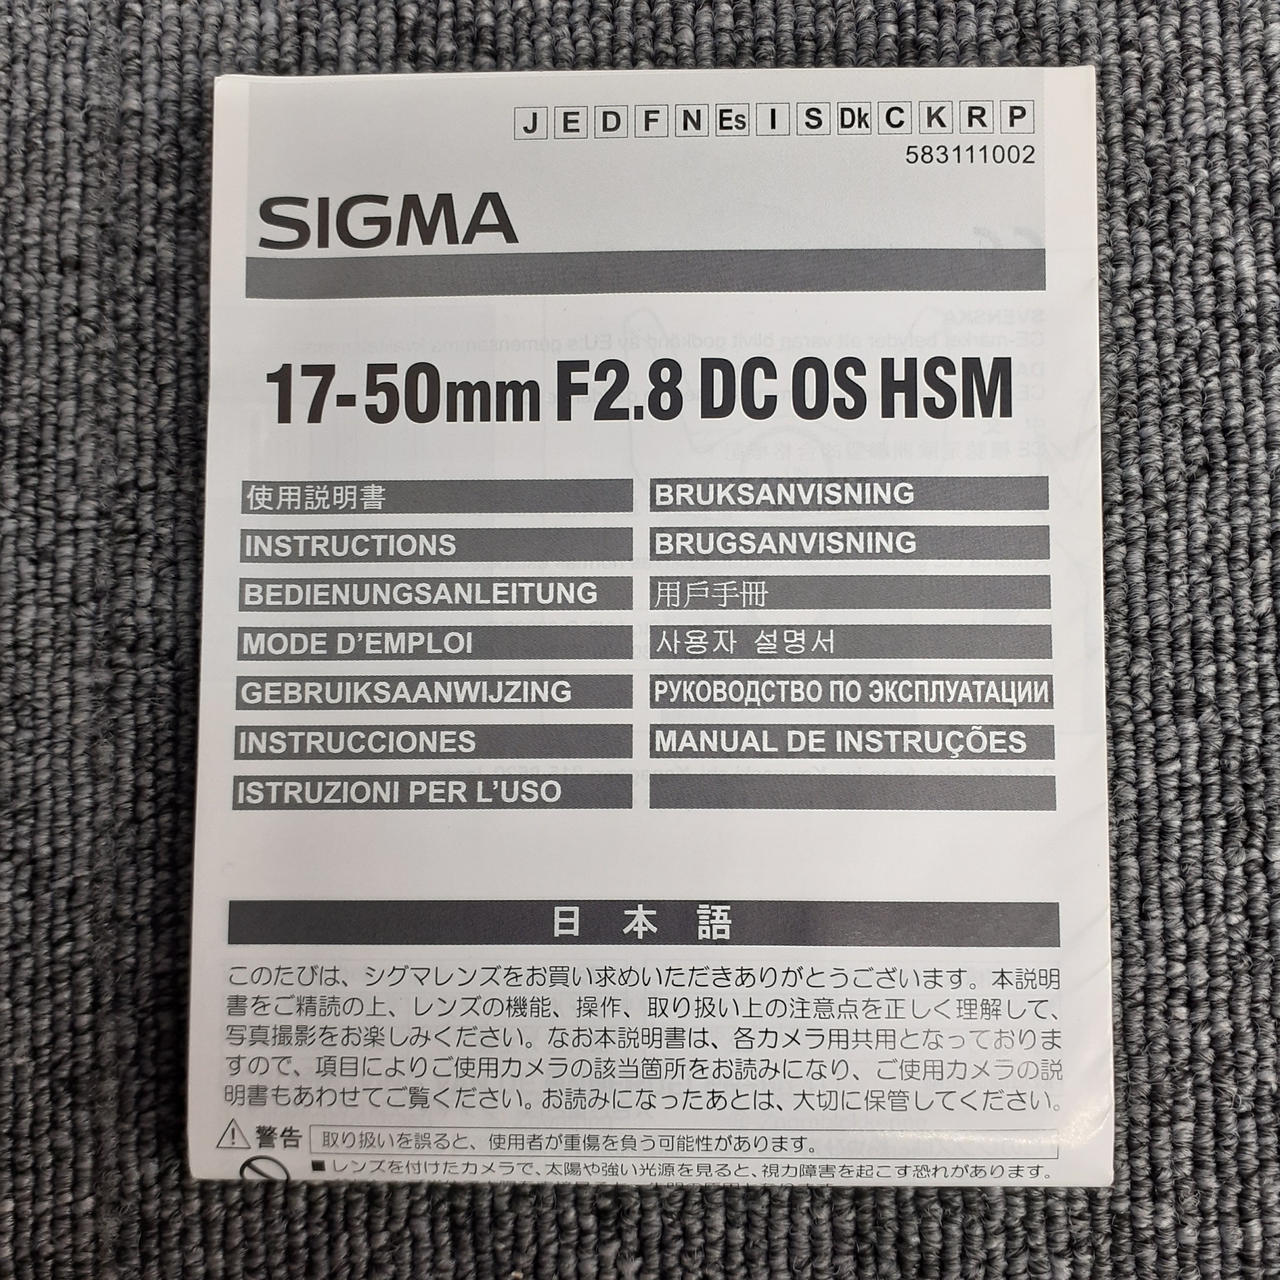 J E D F N Es I S Dk C K R P
583111002
SIGMA
17-50mm F2.8 DC OS HSM
使用説明書
INSTRUCTIONS
BEDIENUNGSANLEITUNG
MODE D'EMPLOI
GEBRUIKSAANWIJZING
INSTRUCCIONES
ISTRUZIONI PER L'USO
BRUKSANVISNING
BRUGSANVISNING
用戶手冊
사용자 설명서
РУКОВОДСТВО ПО ЭКСПЛУАТАЦИИ
MANUAL DE INSTRUÇÕES
日本語
このたびは、シグマレンズをお買い求めいただきありがとうございます。本説明
書をご精読の上、レンズの機能、操作、取り扱い上の注意点を正しく理解して、
写真撮影をお楽しみください。なお本説明書は、各カメラ用共用となっておりま
すので、項目によりご使用カメラの該当箇所をお読みになり、ご使用カメラの説
明書もあわせてご覧ください。お読みになったあとは、大切に保管してください。
警告 取り扱いを誤ると、使用者が重傷を負う可能性があります。
■レンズを付けたカメラで、太陽や強い光源を見ると、視力障害を起こす恐れがあります。